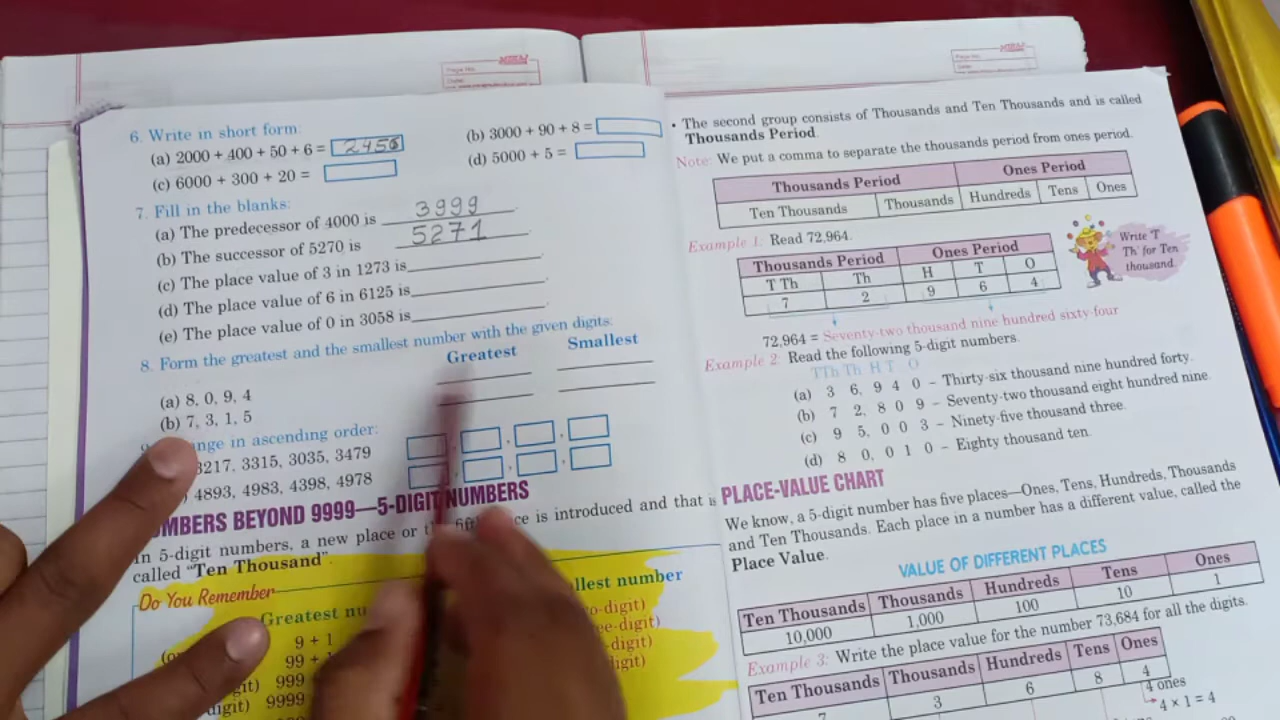 Page No.
Date:
Page No.
Date:
6. Write in short form:
(a) 2000 + 400 + 50 + 6 = 2456
(b) 3000 + 90 + 8 =
(c) 6000 + 300 + 20 =
(d) 5000 + 5 =
7. Fill in the blanks:
(a) The predecessor of 4000 is 3999.
(b) The successor of 5270 is 5271.
(c) The place value of 3 in 1273 is
(d) The place value of 6 in 6125 is
(e) The place value of 0 in 3058 is
8. Form the greatest and the smallest number with the given digits:
Greatest Smallest
(a) 8, 0, 9, 4
(b) 7, 3, 1, 5
nge in ascending order:
3217, 3315, 3035, 3479
4893, 4983, 4398, 4978
MBERS BEYOND 9999—5-DIGIT NUMBERS
In 5-digit numbers, a new place or is introduced and that is
called "Ten Thousand".
Do You Remember
Greatest nu llest number
9 + 1 o-digit)
99 + ee-digit)
git) 999 -digit)
digit) 9999 digit)
• The second group consists of Thousands and Ten Thousands and is called
Thousands Period.
Note: We put a comma to separate the thousands period from ones period.
Thousands Period Ones Period
Ten Thousands Thousands Hundreds Tens Ones
Example 1: Read 72,964.
Thousands Period Ones Period
T Th Th H T O
7 2 9 6 4
Write 'T
Th' for Ten
thousand.
72,964 = Seventy-two thousand nine hundred sixty-four
Example 2: Read the following 5-digit numbers.
TTh Th H T O
(a) 3 6, 9 4 0 – Thirty-six thousand nine hundred forty.
(b) 7 2, 8 0 9 – Seventy-two thousand eight hundred nine.
(c) 9 5, 0 0 3 – Ninety-five thousand three.
(d) 8 0, 0 1 0 – Eighty thousand ten.
PLACE-VALUE CHART
We know, a 5-digit number has five places—Ones, Tens, Hundreds, Thousands
and Ten Thousands. Each place in a number has a different value, called the
Place Value.
VALUE OF DIFFERENT PLACES
Ten Thousands Thousands Hundreds Tens Ones
10,000 1,000 100 10 1
Example 3: Write the place value for the number 73,684 for all the digits.
Ten Thousands Thousands Hundreds Tens Ones
7 3 6 8 4
4 ones
4 × 1 = 4